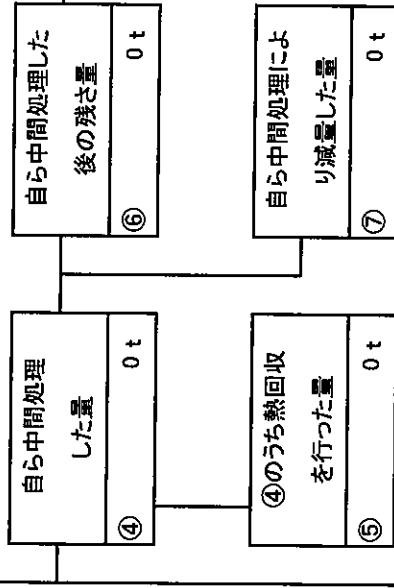 自ら中間処理
した量
④ 0 t
④のうち熱回収
を行った量
⑤ 0 t
自ら中間処理した
後の残さ量
⑥ 0 t
自ら中間処理によ
り減量した量
⑦ 0 t